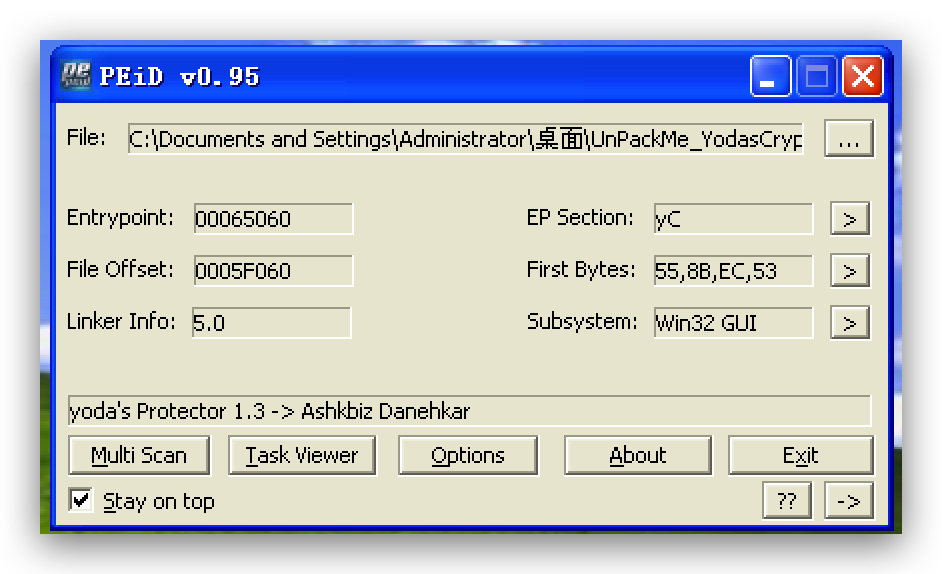 PEiD v0.95
File: C:\Documents and Settings\Administrator\桌面\UnPackMe_YodasCryp ...
Entrypoint: 00065060 EP Section: yC >
File Offset: 0005F060 First Bytes: 55,8B,EC,53 >
Linker Info: 5.0 Subsystem: Win32 GUI >
yoda's Protector 1.3 -> Ashkbiz Danehkar
Multi Scan Task Viewer Options About Exit
Stay on top ?? ->